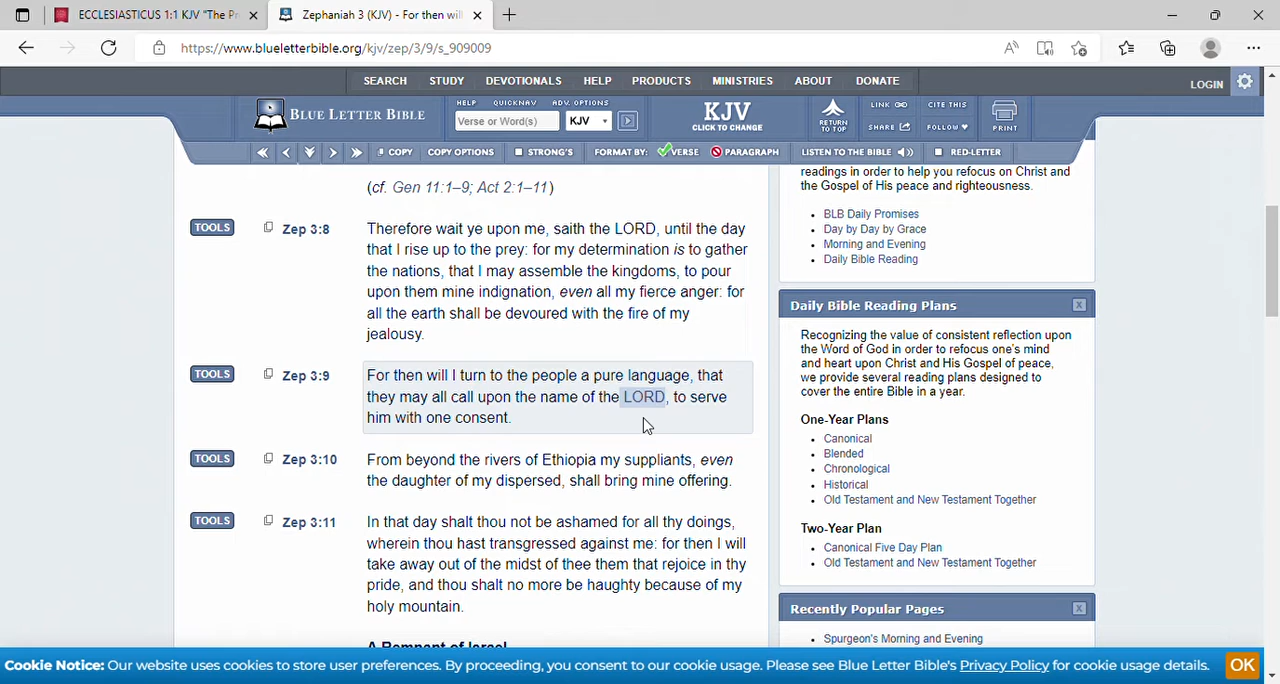 ECCLESIASTICUS 1:1 KJV "The Pr
Zephaniah 3 (KJV) - For then wil
https://www.blueletterbible.org/kjv/zep/3/9/s_909009
SEARCH STUDY DEVOTIONALS HELP PRODUCTS MINISTRIES ABOUT DONATE
LOGIN
BLUE LETTER BIBLE
HELP QUICKNAV ADV. OPTIONS
Verse or Word(s) KJV
KJV
CLICK TO CHANGE
RETURN
TO TOP
LINK CITE THIS
SHARE FOLLOW
PRINT
COPY COPY OPTIONS STRONG'S FORMAT BY: VERSE PARAGRAPH LISTEN TO THE BIBLE RED-LETTER
(cf. Gen 11:1–9; Act 2:1–11)
TOOLS Zep 3:8 Therefore wait ye upon me, saith the LORD, until the day
that I rise up to the prey: for my determination is to gather
the nations, that I may assemble the kingdoms, to pour
upon them mine indignation, even all my fierce anger: for
all the earth shall be devoured with the fire of my
jealousy.
TOOLS Zep 3:9 For then will I turn to the people a pure language, that
they may all call upon the name of the LORD, to serve
him with one consent.
TOOLS Zep 3:10 From beyond the rivers of Ethiopia my suppliants, even
the daughter of my dispersed, shall bring mine offering.
TOOLS Zep 3:11 In that day shalt thou not be ashamed for all thy doings,
wherein thou hast transgressed against me: for then I will
take away out of the midst of thee them that rejoice in thy
pride, and thou shalt no more be haughty because of my
holy mountain.
A Remnant of Israel
readings in order to help you refocus on Christ and
the Gospel of His peace and righteousness.
BLB Daily Promises
Day by Day by Grace
Morning and Evening
Daily Bible Reading
Daily Bible Reading Plans X
Recognizing the value of consistent reflection upon
the Word of God in order to refocus one's mind
and heart upon Christ and His Gospel of peace,
we provide several reading plans designed to
cover the entire Bible in a year.
One-Year Plans
Canonical
Blended
Chronological
Historical
Old Testament and New Testament Together
Two-Year Plan
Canonical Five Day Plan
Old Testament and New Testament Together
Recently Popular Pages X
Spurgeon's Morning and Evening
Cookie Notice: Our website uses cookies to store user preferences. By proceeding, you consent to our cookie usage. Please see Blue Letter Bible's Privacy Policy for cookie usage details. OK